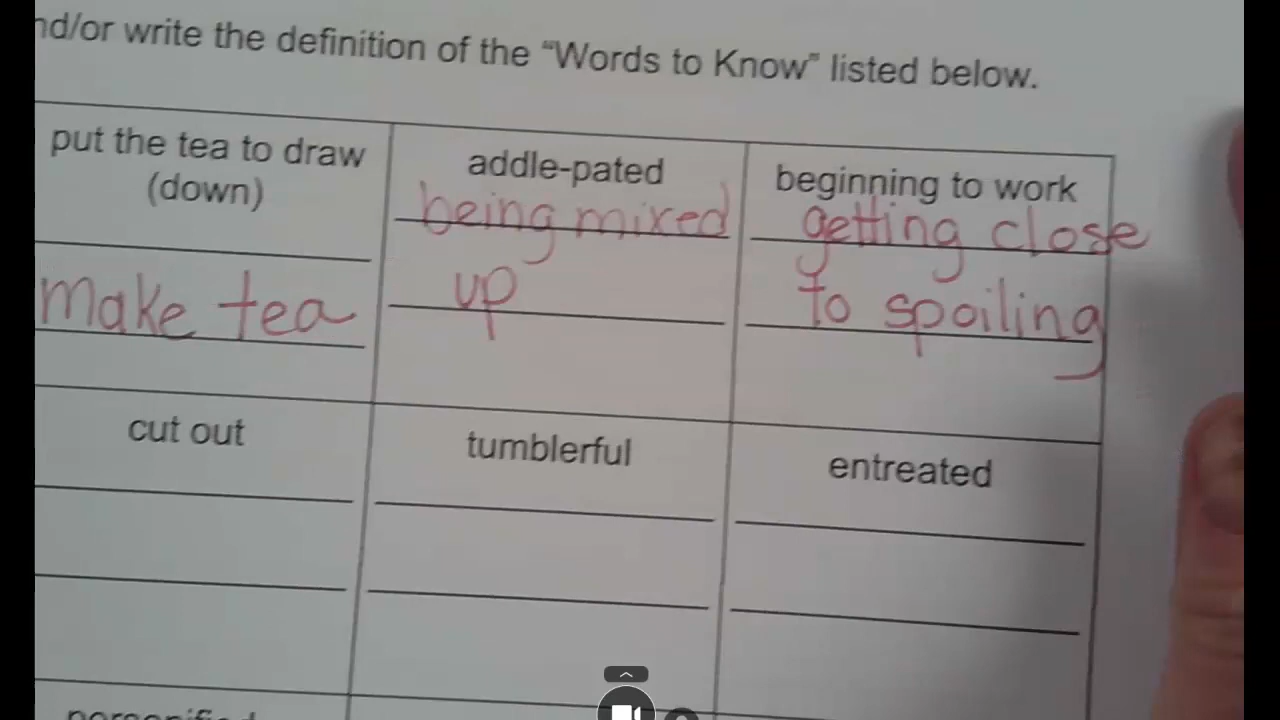 nd/or write the definition of the “Words to Know” listed below.
put the tea to draw
(down)
make tea
addle-pated
being mixed
up
beginning to work
getting close
to spoiling
cut out
tumblerful
entreated
personified